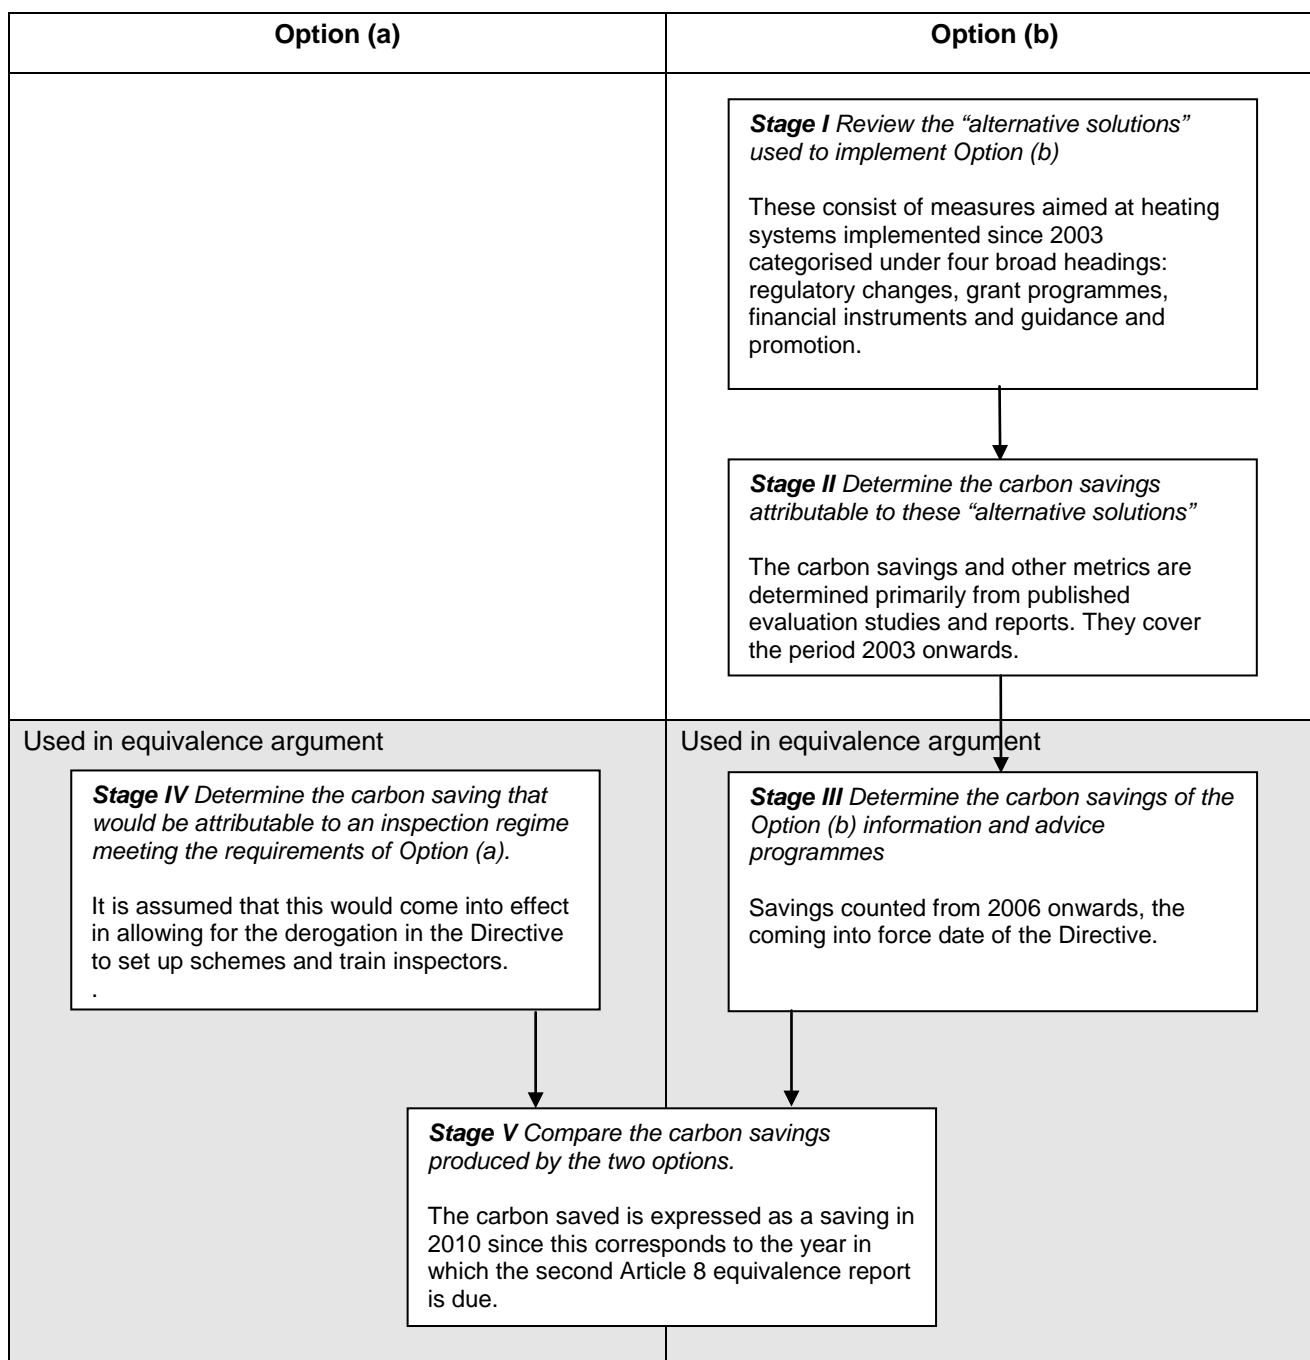 Option (a)
Option (b)
Stage I Review the “alternative solutions”
used to implement Option (b)
These consist of measures aimed at heating
systems implemented since 2003
categorised under four broad headings:
regulatory changes, grant programmes,
financial instruments and guidance and
promotion.
Stage II Determine the carbon savings
attributable to these “alternative solutions”
The carbon savings and other metrics are
determined primarily from published
evaluation studies and reports. They cover
the period 2003 onwards.
Used in equivalence argument
Used in equivalence argument
Stage IV Determine the carbon saving that
would be attributable to an inspection regime
meeting the requirements of Option (a).
It is assumed that this would come into effect
in allowing for the derogation in the Directive
to set up schemes and train inspectors.
.
Stage III Determine the carbon savings of the
Option (b) information and advice
programmes
Savings counted from 2006 onwards, the
coming into force date of the Directive.
Stage V Compare the carbon savings
produced by the two options.
The carbon saved is expressed as a saving in
2010 since this corresponds to the year in
which the second Article 8 equivalence report
is due.